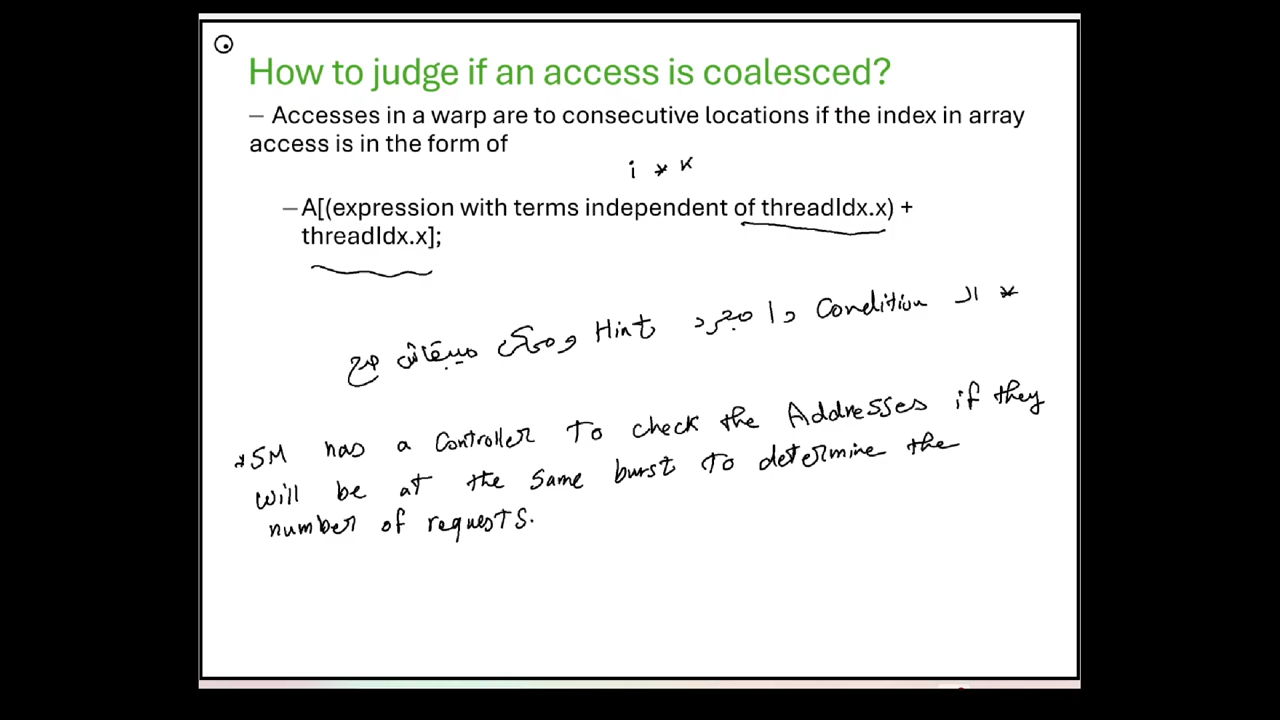 How to judge if an access is coalesced?
– Accesses in a warp are to consecutive locations if the index in array
access is in the form of
i * K
– A[(expression with terms independent of threadIdx.x) +
threadIdx.x];
* الـ Condition دا مجرد Hint وممكن ميبقاش صح
* SM has a controller To check the Addresses if they
will be at the same burst To determine the
number of requests.